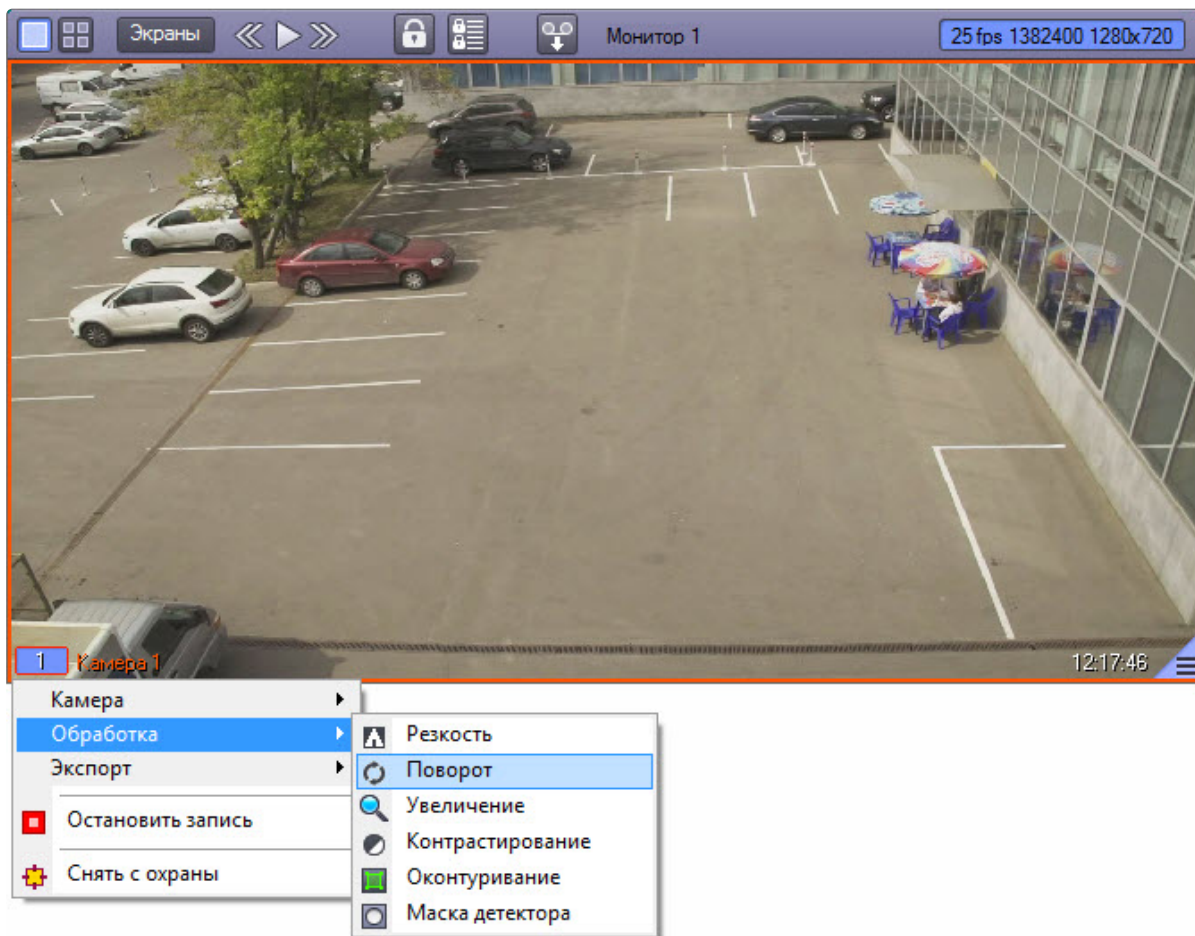 Экраны Монитор 1 25 fps 1382400 1280x720
1 Камера 1 12:17:46
Камера
Обработка
Экспорт
Остановить запись
Снять с охраны
Резкость
Поворот
Увеличение
Контрастирование
Оконтуривание
Маска детектора